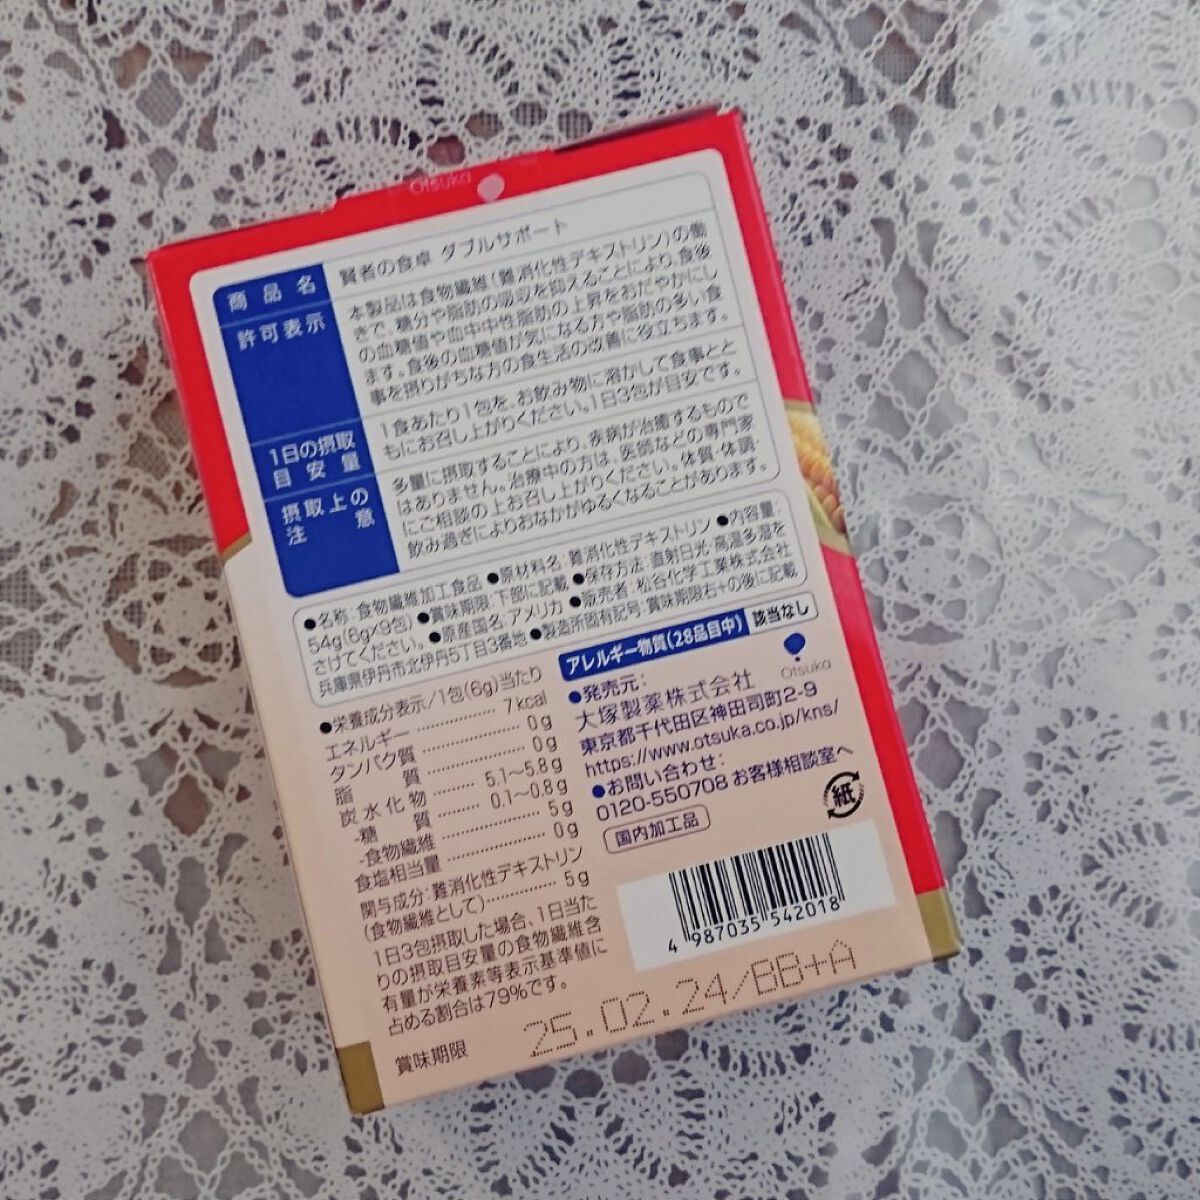 Otsuka
商品名 賢者の食卓 ダブルサポート
許可表示 本製品は食物繊維(難消化性デキストリン)の働
きで、糖分や脂肪の吸収を抑えることにより、食後
の血糖値や血中中性脂肪の上昇をおだやかにし
ます。食後の血糖値が気になる方や脂肪の多い食
事を摂りがちな方の食生活の改善に役立ちます。
1日の摂取
目安量
1食あたり1包を、お飲み物に溶かして食事とと
もにお召し上がりください。1日3包が目安です。
摂取上の
注意
多量に摂取することにより、疾病が治癒するもので
はありません。治療中の方は、医師などの専門家
にご相談の上お召し上がりください。体質・体調・
飲み過ぎによりおなかがゆるくなることがあります。
●名称:食物繊維加工食品 ●原材料名:難消化性デキストリン ●内容量:
54g(6g×9包) ●賞味期限:下部に記載 ●保存方法:直射日光・高温多湿を
さけてください。 ●原産国名:アメリカ ●販売者:松谷化学工業株式会社
兵庫県伊丹市北伊丹5丁目3番地 ●製造所固有記号:賞味期限右+の後に記載
●栄養成分表示/1包(6g)当たり
エネルギー 7kcal
タンパク質 0g
脂質 0g
炭水化物 5.1~5.8g
-糖質 0.1~0.8g
-食物繊維 5g
食塩相当量 0g
関与成分:難消化性デキストリン
(食物繊維として) 5g
1日3包摂取した場合、1日当た
りの摂取目安量の食物繊維含
有量が栄養素等表示基準値に
占める割合は79%です。
アレルギー物質(28品目中) 該当なし
Otsuka
●発売元:
大塚製薬株式会社
東京都千代田区神田司町2-9
https://www.otsuka.co.jp/kns/
●お問い合わせ:
0120-550708 お客様相談室へ
国内加工品
紙
4 987035 542018
賞味期限 25.02.24/BB+A